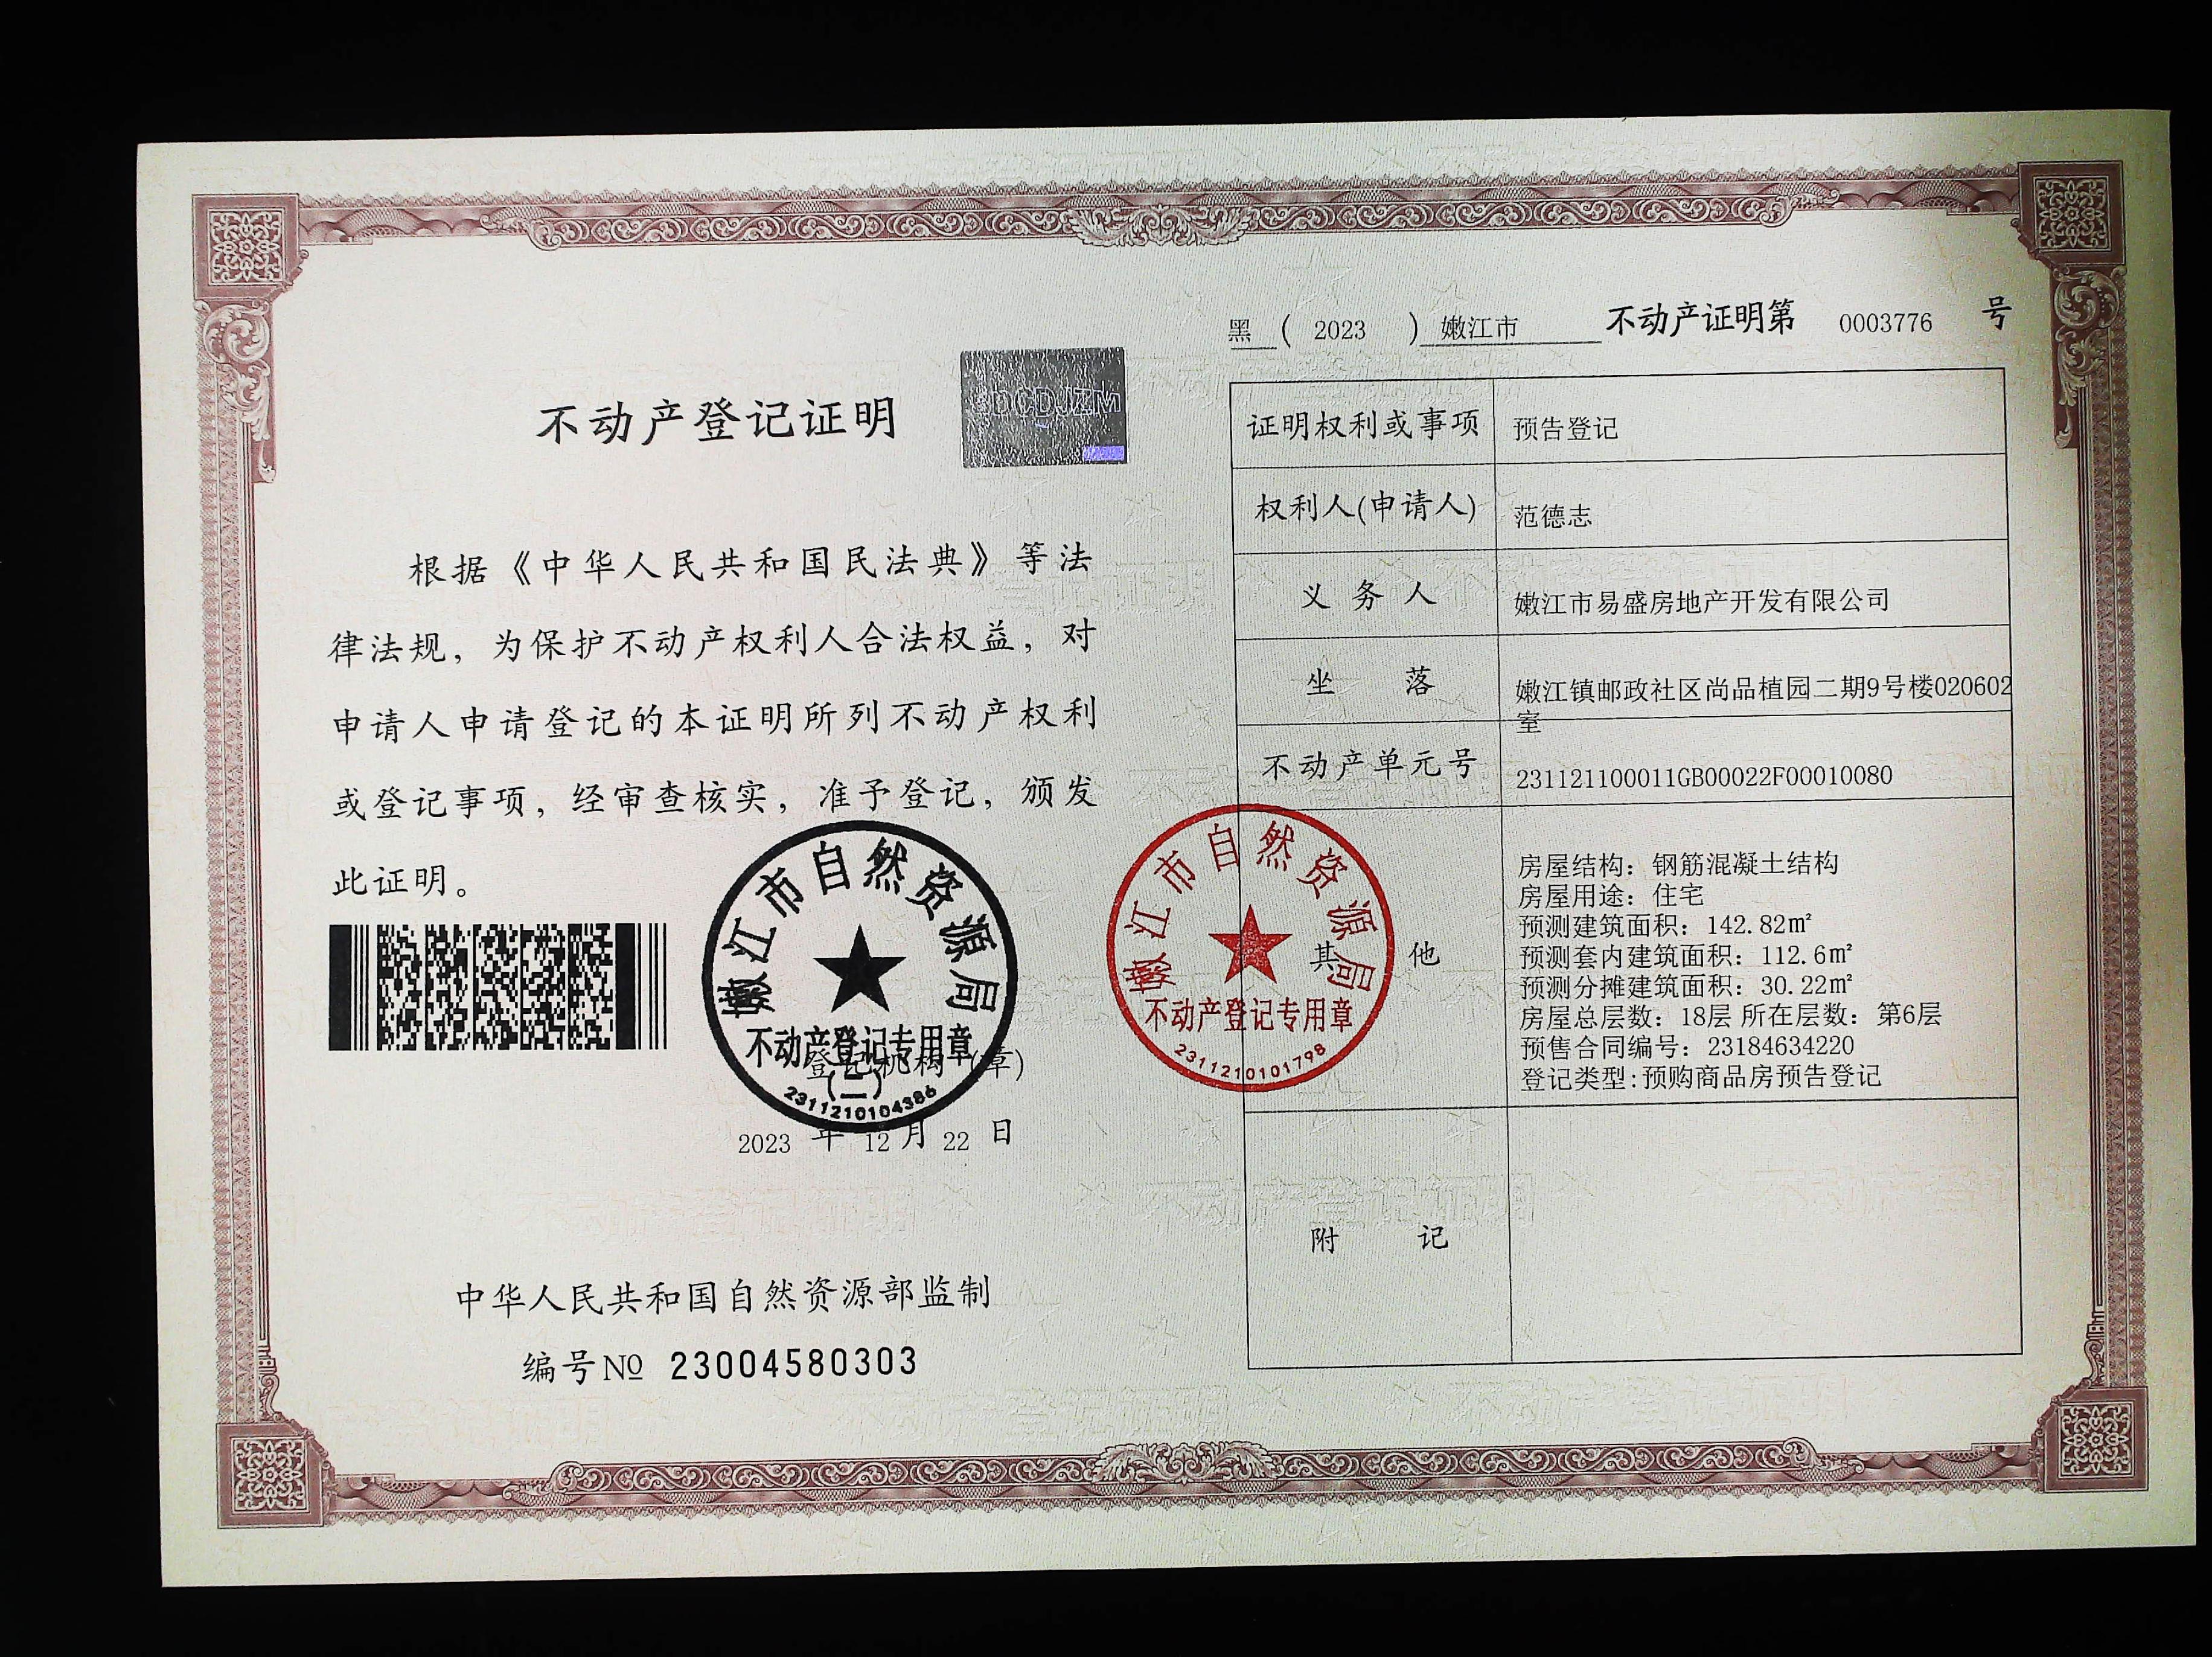 不动产登记证明
BDCDJZM
根据《中华人民共和国民法典》等法
律法规，为保护不动产权利人合法权益，对
申请人申请登记的本证明所列不动产权利
或登记事项，经审查核实，准予登记，颁发
此证明。
嫩江市自然资源局
不动产登记专用章
(二)
2311210104386
登记机构（章）
2023 年 12 月 22 日
中华人民共和国自然资源部监制
编号№ 23004580303
黑 ( 2023 ) 嫩江市 不动产证明第 0003776 号
证明权利或事项 预告登记
权利人(申请人) 范德志
义务人 嫩江市易盛房地产开发有限公司
坐落 嫩江镇邮政社区尚品植园二期9号楼020602
室
不动产单元号 231121100011GB00022F00010080
嫩江市自然资源局
不动产登记专用章
2311210101798
其他
房屋结构：钢筋混凝土结构
房屋用途：住宅
预测建筑面积：142.82㎡
预测套内建筑面积：112.6㎡
预测分摊建筑面积：30.22㎡
房屋总层数：18层 所在层数：第6层
预售合同编号：23184634220
登记类型:预购商品房预告登记
附记